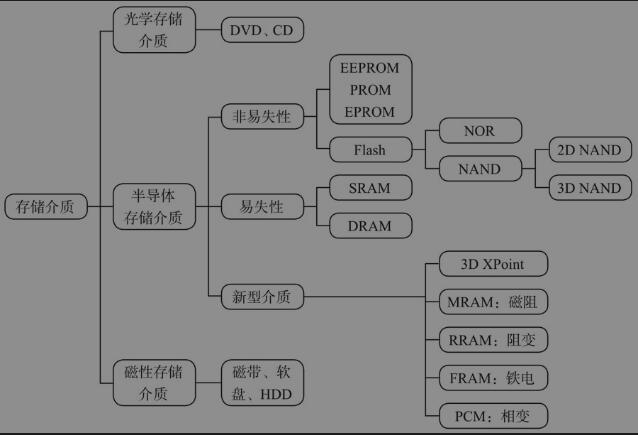 光学存储
介质
DVD、CD
EEPROM
PROM
EPROM
非易失性
Flash
NOR
NAND
2D NAND
3D NAND
存储介质
半导体
存储介质
易失性
SRAM
DRAM
新型介质
3D XPoint
MRAM：磁阻
RRAM：阻变
FRAM：铁电
PCM：相变
磁性存储
介质
磁带、软
盘、HDD